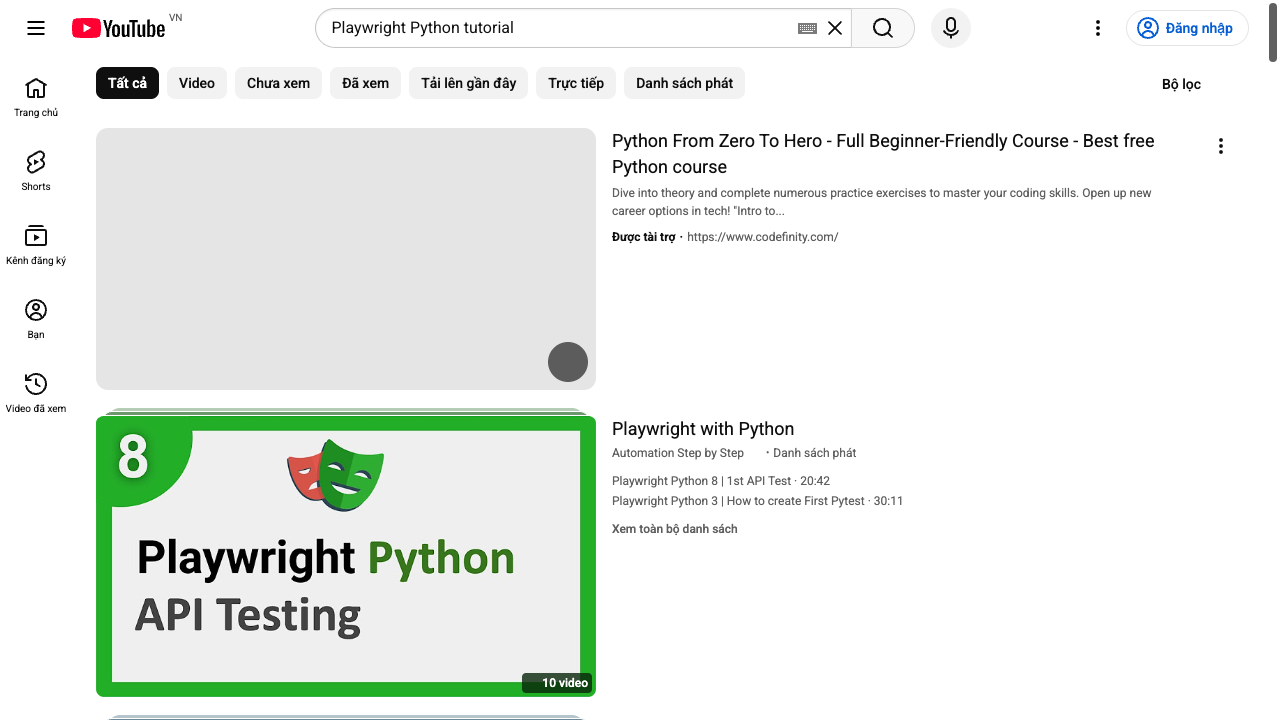 YouTube VN
Playwright Python tutorial
Đăng nhập
Trang chủ
Shorts
Kênh đăng ký
Bạn
Video đã xem
Tất cả
Video
Chưa xem
Đã xem
Tải lên gần đây
Trực tiếp
Danh sách phát
Bộ lọc
Python From Zero To Hero - Full Beginner-Friendly Course - Best free
Python course
Dive into theory and complete numerous practice exercises to master your coding skills. Open up new
career options in tech! "Intro to...
Được tài trợ · https://www.codefinity.com/
8
Playwright Python
API Testing
10 video
Playwright with Python
Automation Step by Step · Danh sách phát
Playwright Python 8 | 1st API Test · 20:42
Playwright Python 3 | How to create First Pytest · 30:11
Xem toàn bộ danh sách